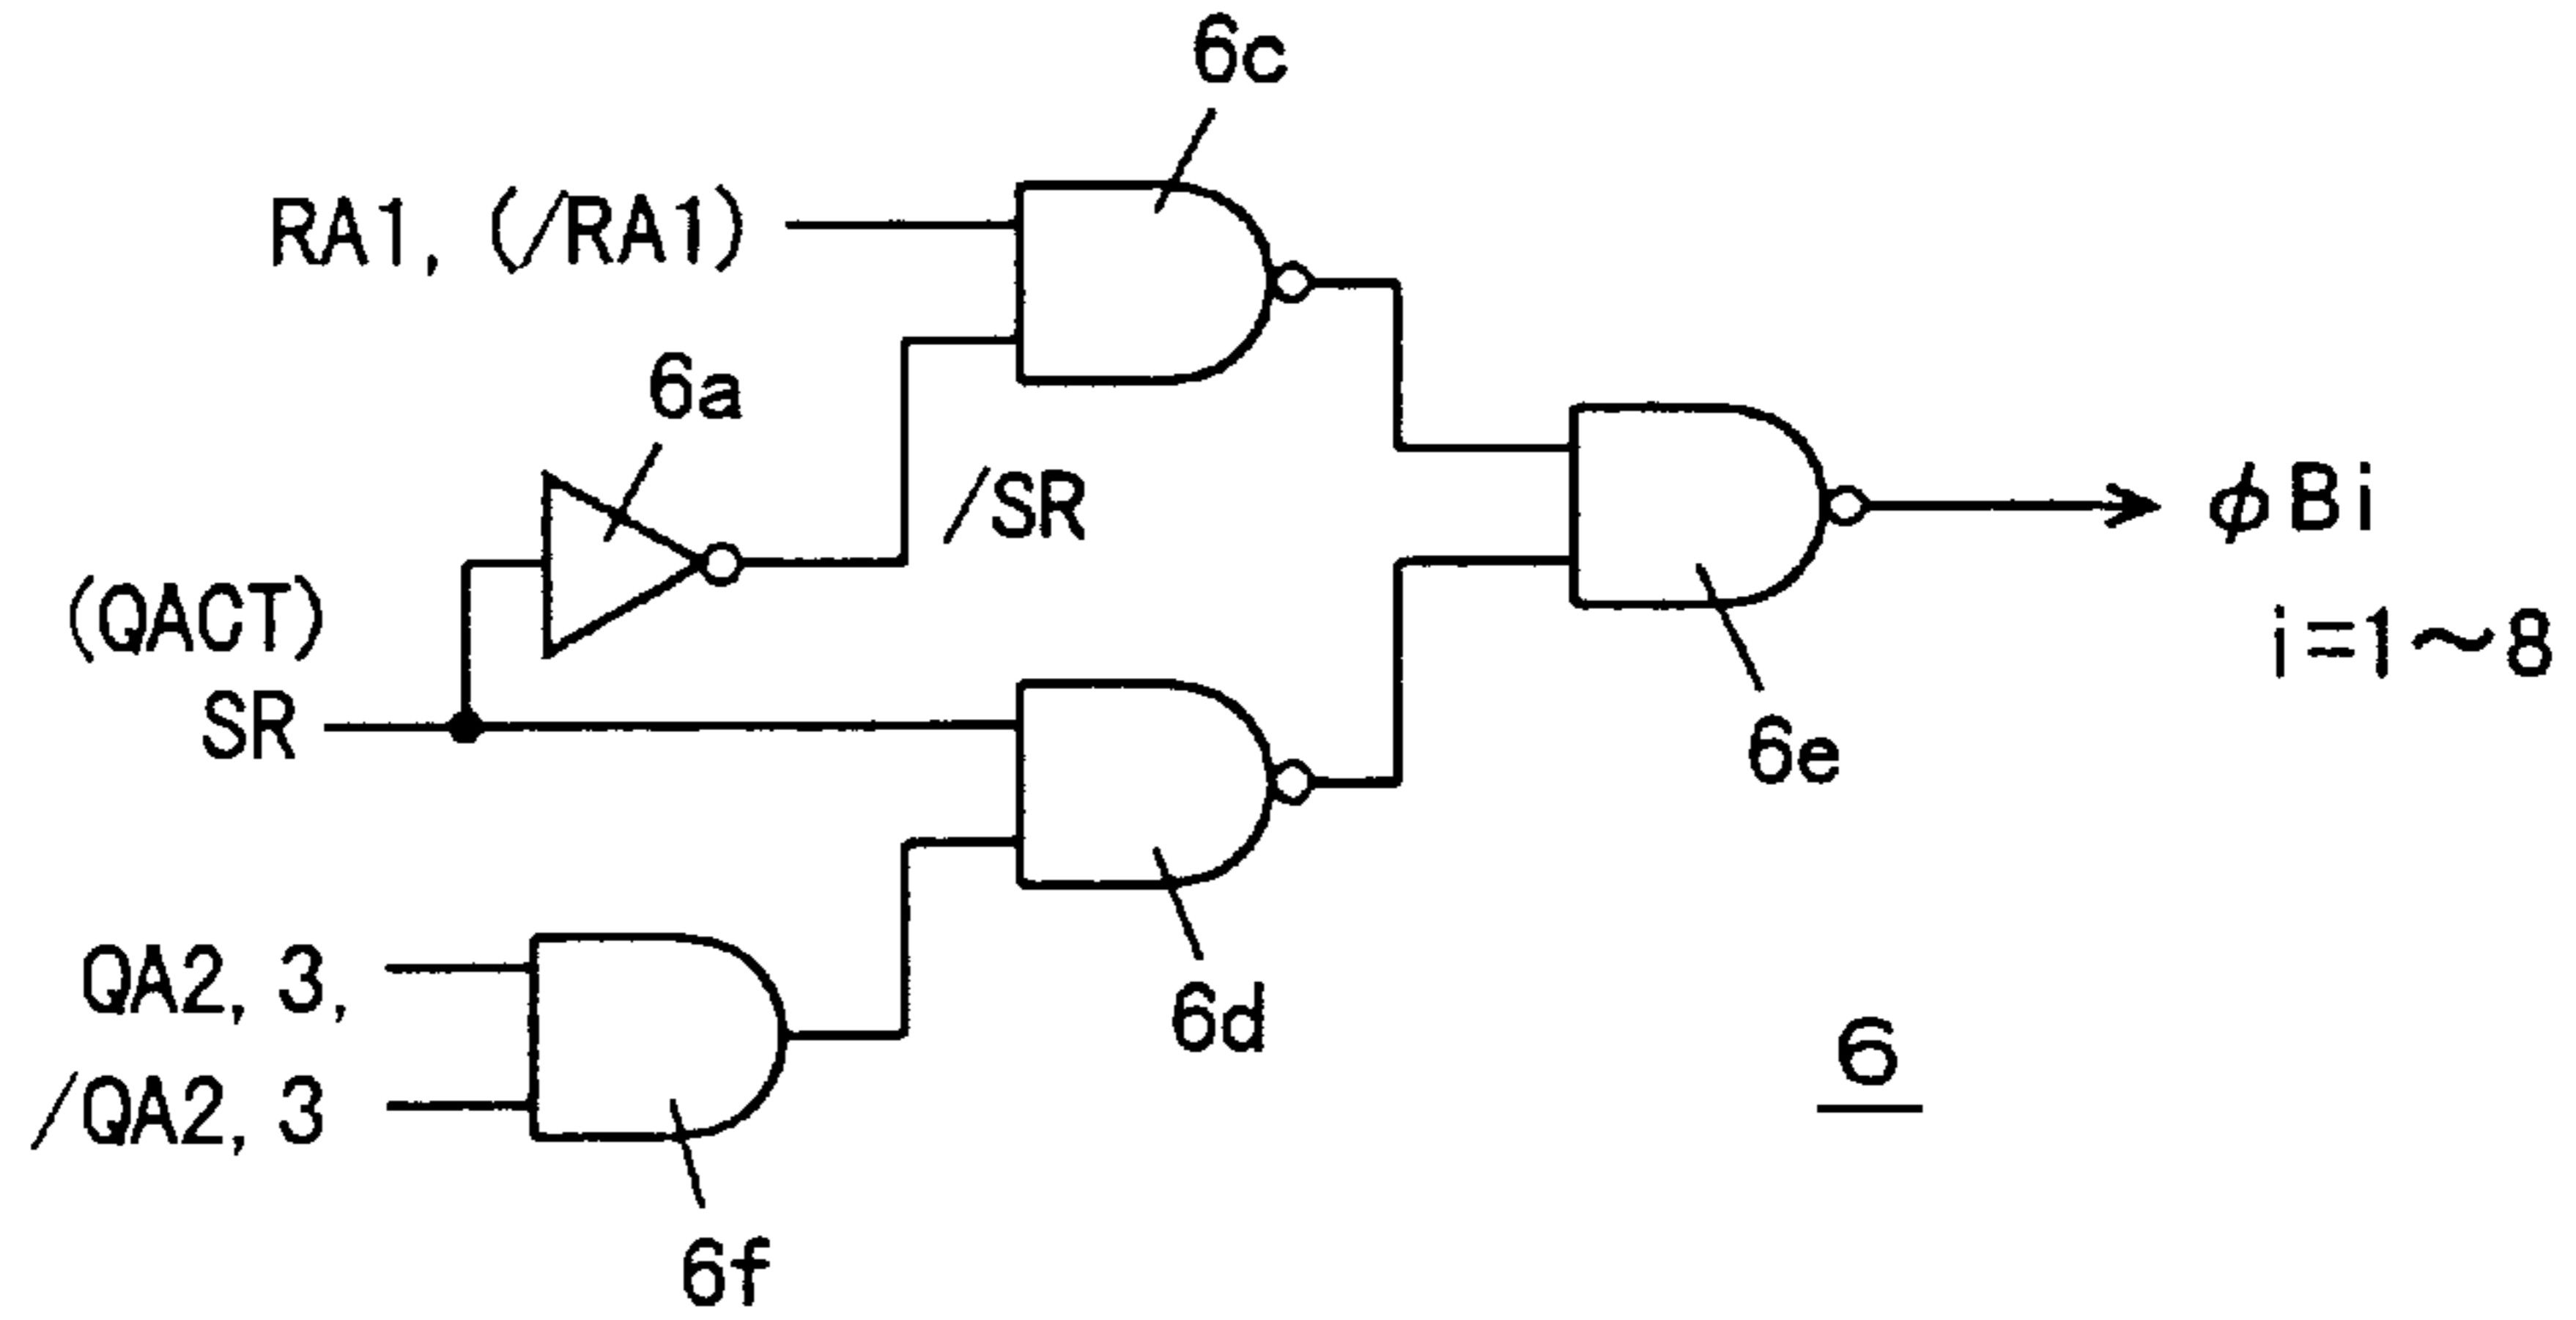 6c
RA1, (/RA1)
6a
/SR
φBi
(QACT)
i=1~8
SR
6e
QA2, 3,
6d
6
/QA2, 3
6f